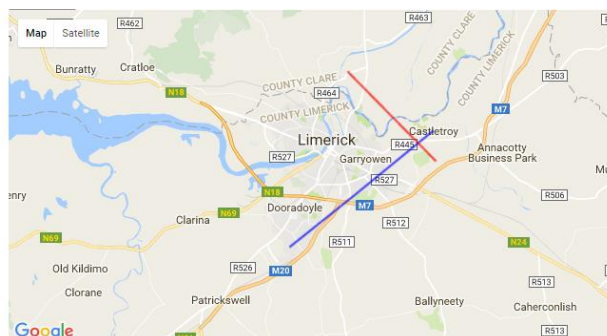 R463
R462
Map
Satellite
Cratloe
Bunratty
COUNTY CLARE
COUNTY LIMERICK
COUNTY CLARE
COUNTY LIMERICK
R503
N18
R464
M7
Limerick
Castletroy
R445
Annacotty
Business Park
R527
Garryowen
R527
N18
R506
Dooradoyle
M7
N69
Clarina
R512
N69
R511
N24
Old Kildimo
R526
M20
R513
Clorane
Patrickswell
Ballyneety
Caherconlish
R513
Google